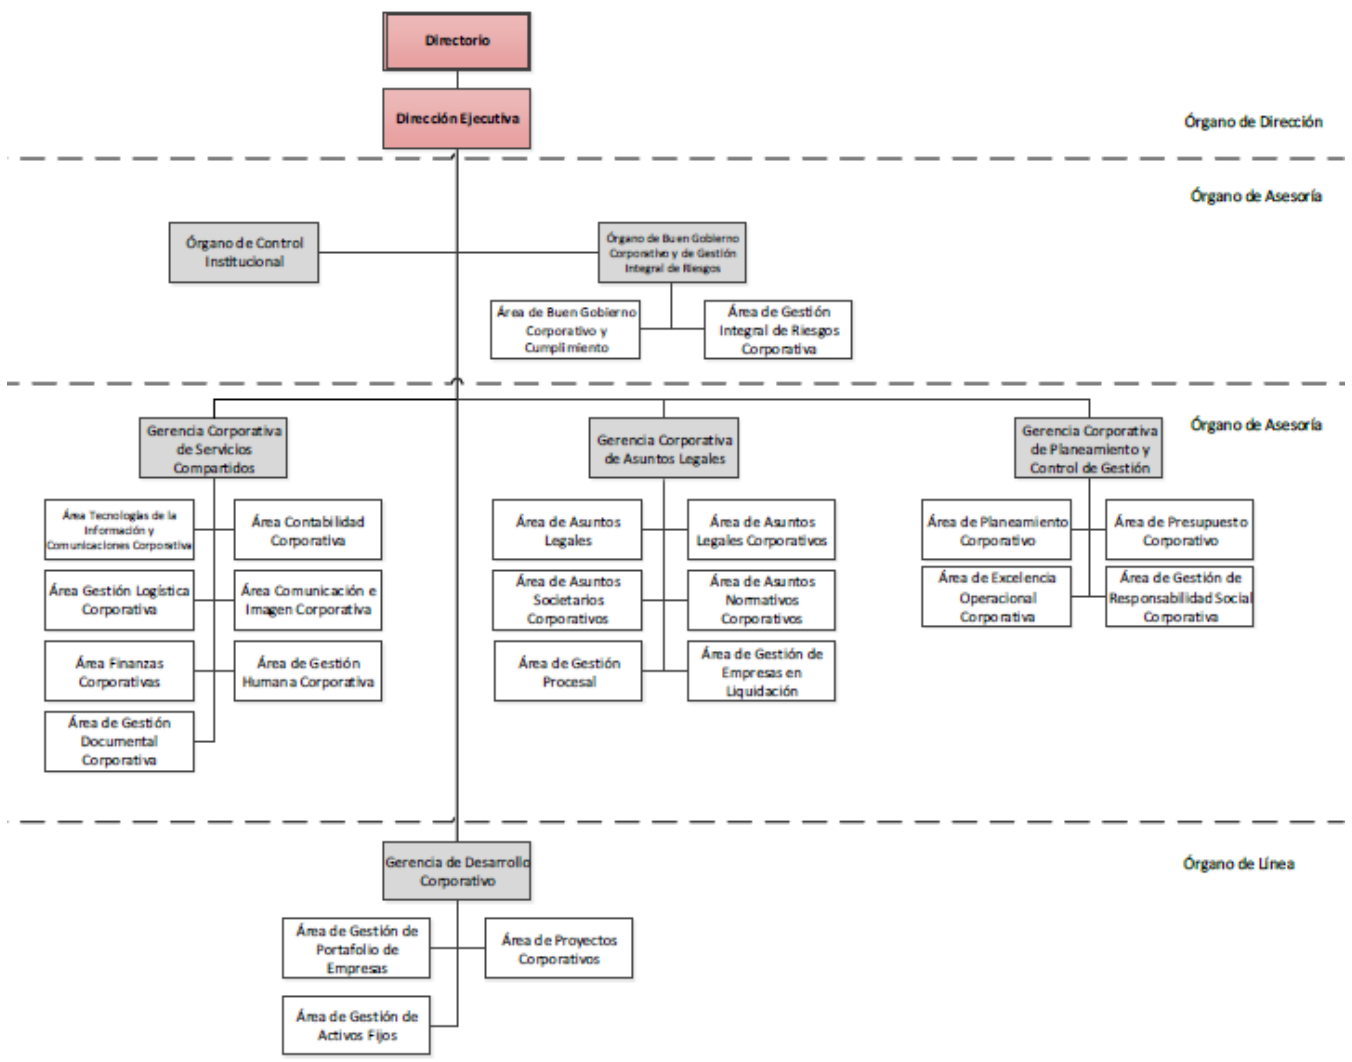 Directorio
Dirección Ejecutiva
Órgano de Dirección
Órgano de Asesoría
Órgano de Control
Institucional
Órgano de Buen Gobierno
Corporativo y de Gestión
Integral de Riesgos
Área de Buen Gobierno
Corporativo y
Cumplimiento
Área de Gestión
Integral de Riesgos
Corporativa
Órgano de Asesoría
Gerencia Corporativa
de Servicios
Compartidos
Gerencia Corporativa
de Asuntos Legales
Gerencia Corporativa
de Planeamiento y
Control de Gestión
Área Tecnologías de la
Información y
Comunicaciones Corporativa
Área Contabilidad
Corporativa
Área de Asuntos
Legales
Área de Asuntos
Legales Corporativos
Área de Planeamiento
Corporativo
Área de Presupuesto
Corporativo
Área Gestión Logística
Corporativa
Área Comunicación e
Imagen Corporativa
Área de Asuntos
Societarios
Corporativos
Área de Asuntos
Normativos
Corporativos
Área de Excelencia
Operacional
Corporativa
Área de Gestión de
Responsabilidad Social
Corporativa
Área Finanzas
Corporativas
Área de Gestión
Humana Corporativa
Área de Gestión
Procesal
Área de Gestión de
Empresas en
Liquidación
Área de Gestión
Documental
Corporativa
Gerencia de Desarrollo
Corporativo
Órgano de Línea
Área de Gestión de
Portafolio de
Empresas
Área de Proyectos
Corporativos
Área de Gestión de
Activos Fijos